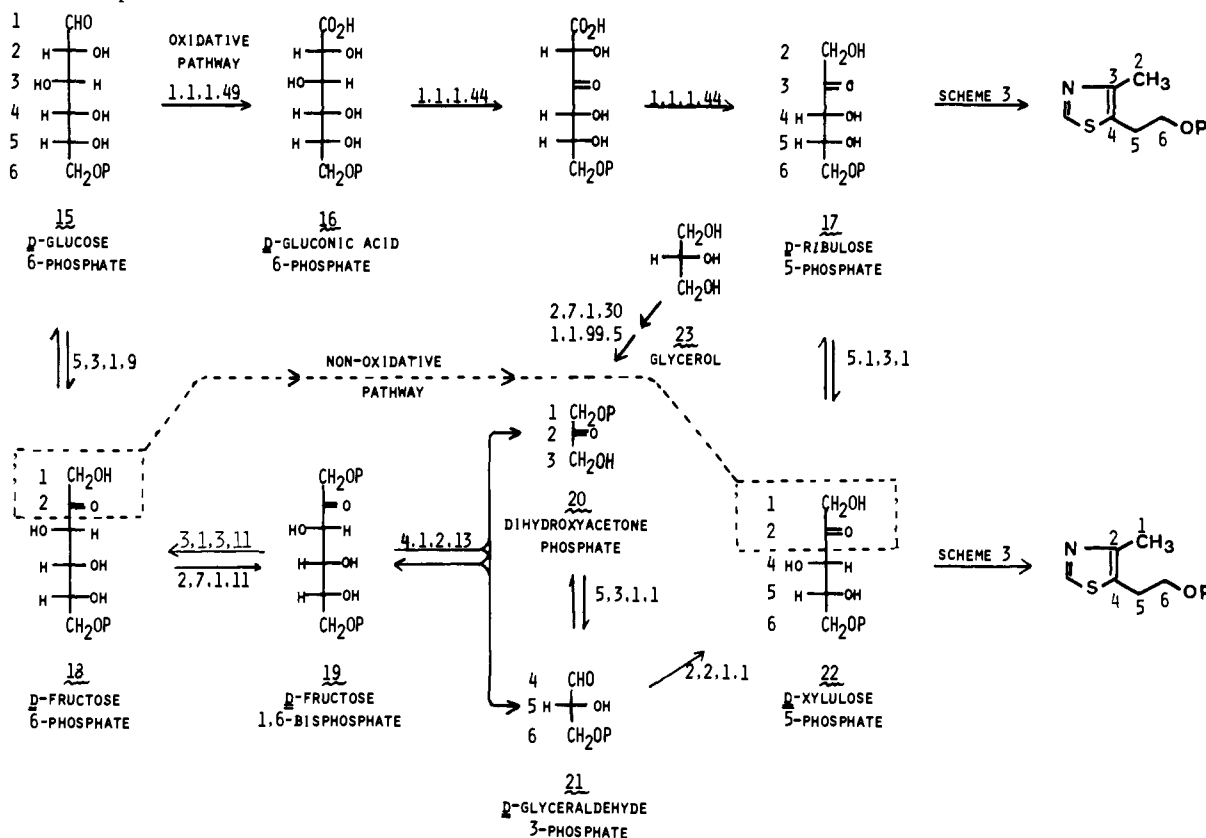 1 CHO
2 H OH
3 HO H
4 H OH
5 H OH
6 CH2OP
15
D-GLUCOSE
6-PHOSPHATE
OXIDATIVE
PATHWAY
1.1.1.49
CO2H
H OH
HO H
H OH
H OH
CH2OP
16
D-GLUCONIC ACID
6-PHOSPHATE
1.1.1.44
CO2H
H OH
O
H OH
H OH
CH2OP
1.1.1.44
2 CH2OH
3 O
4 H OH
5 H OH
6 CH2OP
17
D-RIBULOSE
5-PHOSPHATE
SCHEME 3
N 3 2 CH3
S 4 5 6 OP
5.3.1.9
NON-OXIDATIVE
PATHWAY
CH2OH
H OH
CH2OH
2.7.1.30
1.1.99.5
23
GLYCEROL
5.1.3.1
1 CH2OH
2 O
HO H
H OH
H OH
CH2OP
18
D-FRUCTOSE
6-PHOSPHATE
3.1.3.11
2.7.1.11
CH2OP
O
HO H
H OH
H OH
CH2OP
19
D-FRUCTOSE
1,6-BISPHOSPHATE
4.1.2.13
1 CH2OP
2 O
3 CH2OH
20
DIHYDROXYACETONE
PHOSPHATE
5.3.1.1
4 CHO
5 H OH
6 CH2OP
21
D-GLYCERALDEHYDE
3-PHOSPHATE
2.2.1.1
1 CH2OH
2 O
4 HO H
5 H OH
6 CH2OP
22
D-XYLULOSE
5-PHOSPHATE
SCHEME 3
N 2 1 CH3
S 4 5 6 OP